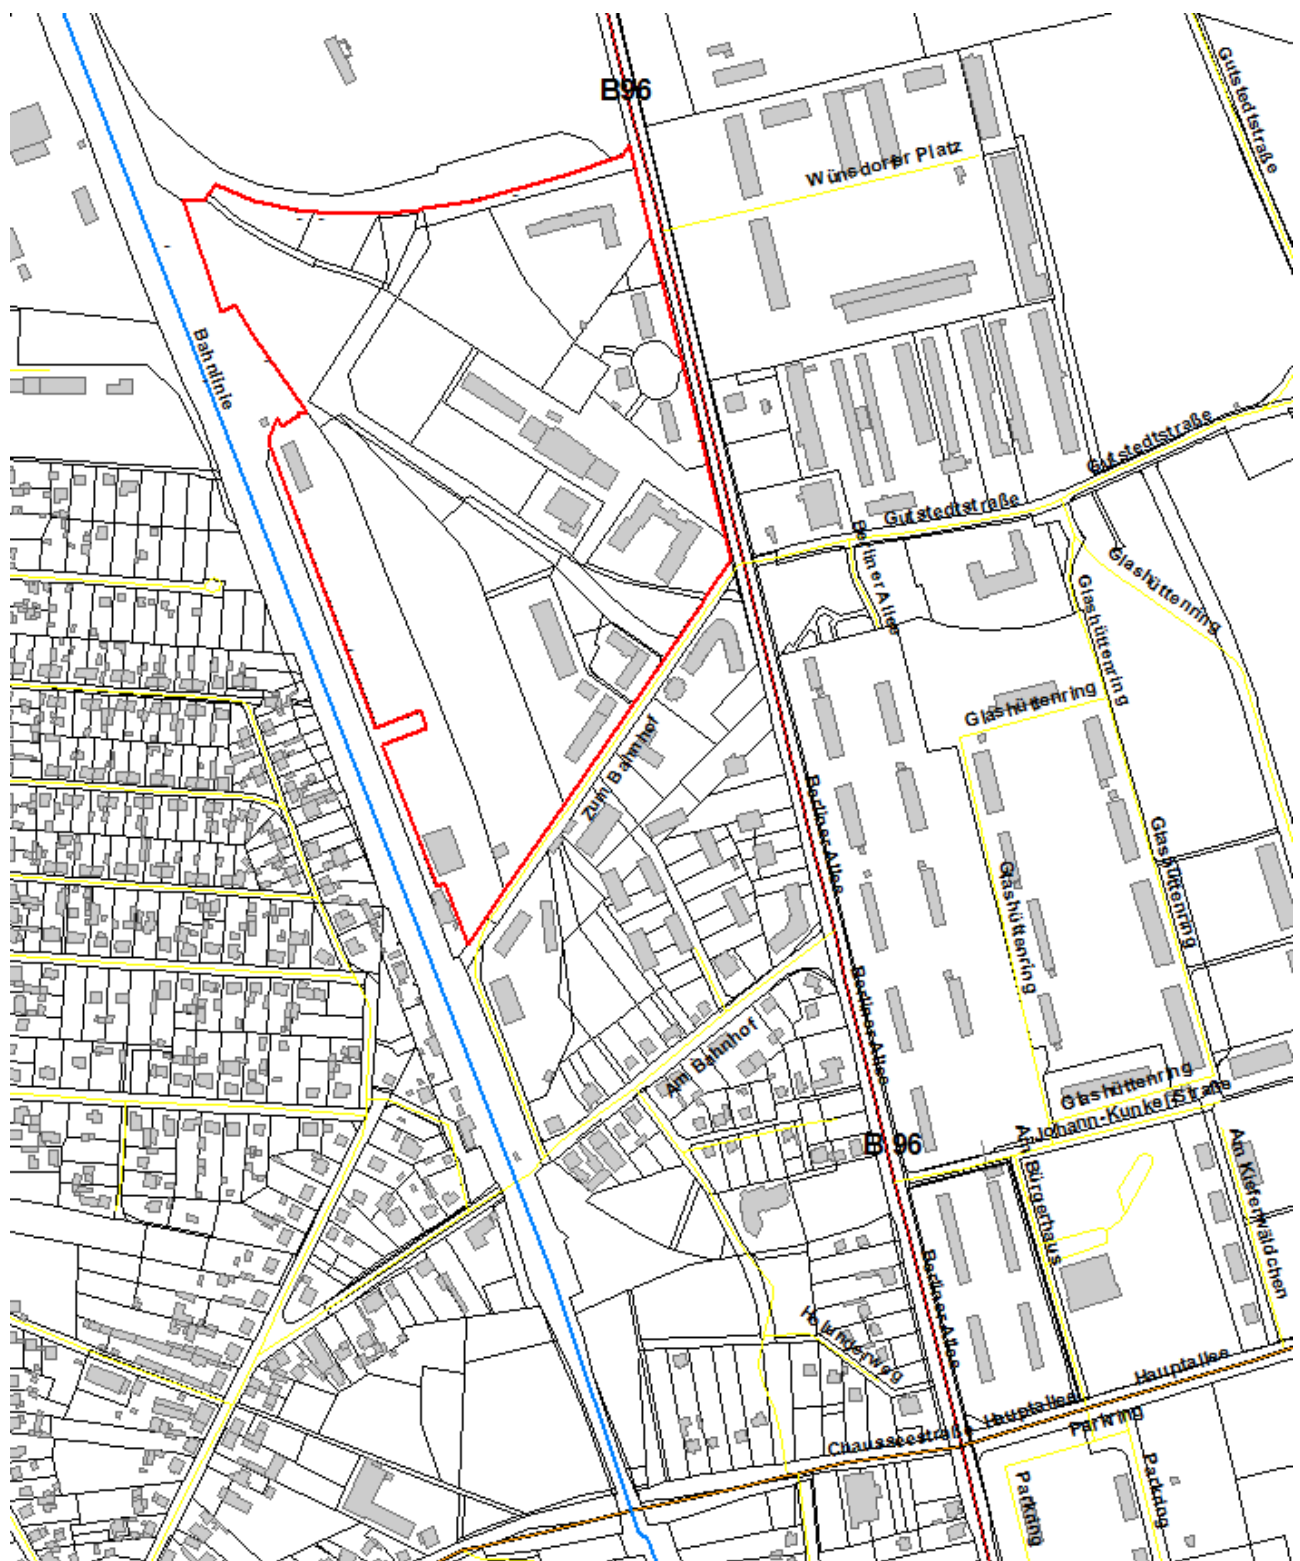 B96
Gutstedtstraße
Wünsdorfer Platz
Bahnlinie
Gutstedtstraße
Gutstedtstraße
Berliner Allee
Glashüttenring
Glashüttenring
Glashüttenring
Zum Bahnhof
Berliner Allee
Glashüttenring
Glashüttenring
Berliner Allee
Am Bahnhof
Glashüttenring
Johann-Kunkel-Straße
B 96
Am Bürgerhaus
Am Kiefernwäldchen
Berliner Allee
Hauptallee
Hauptallee
Parkring
Chausseestraße
Parkring
Parkring